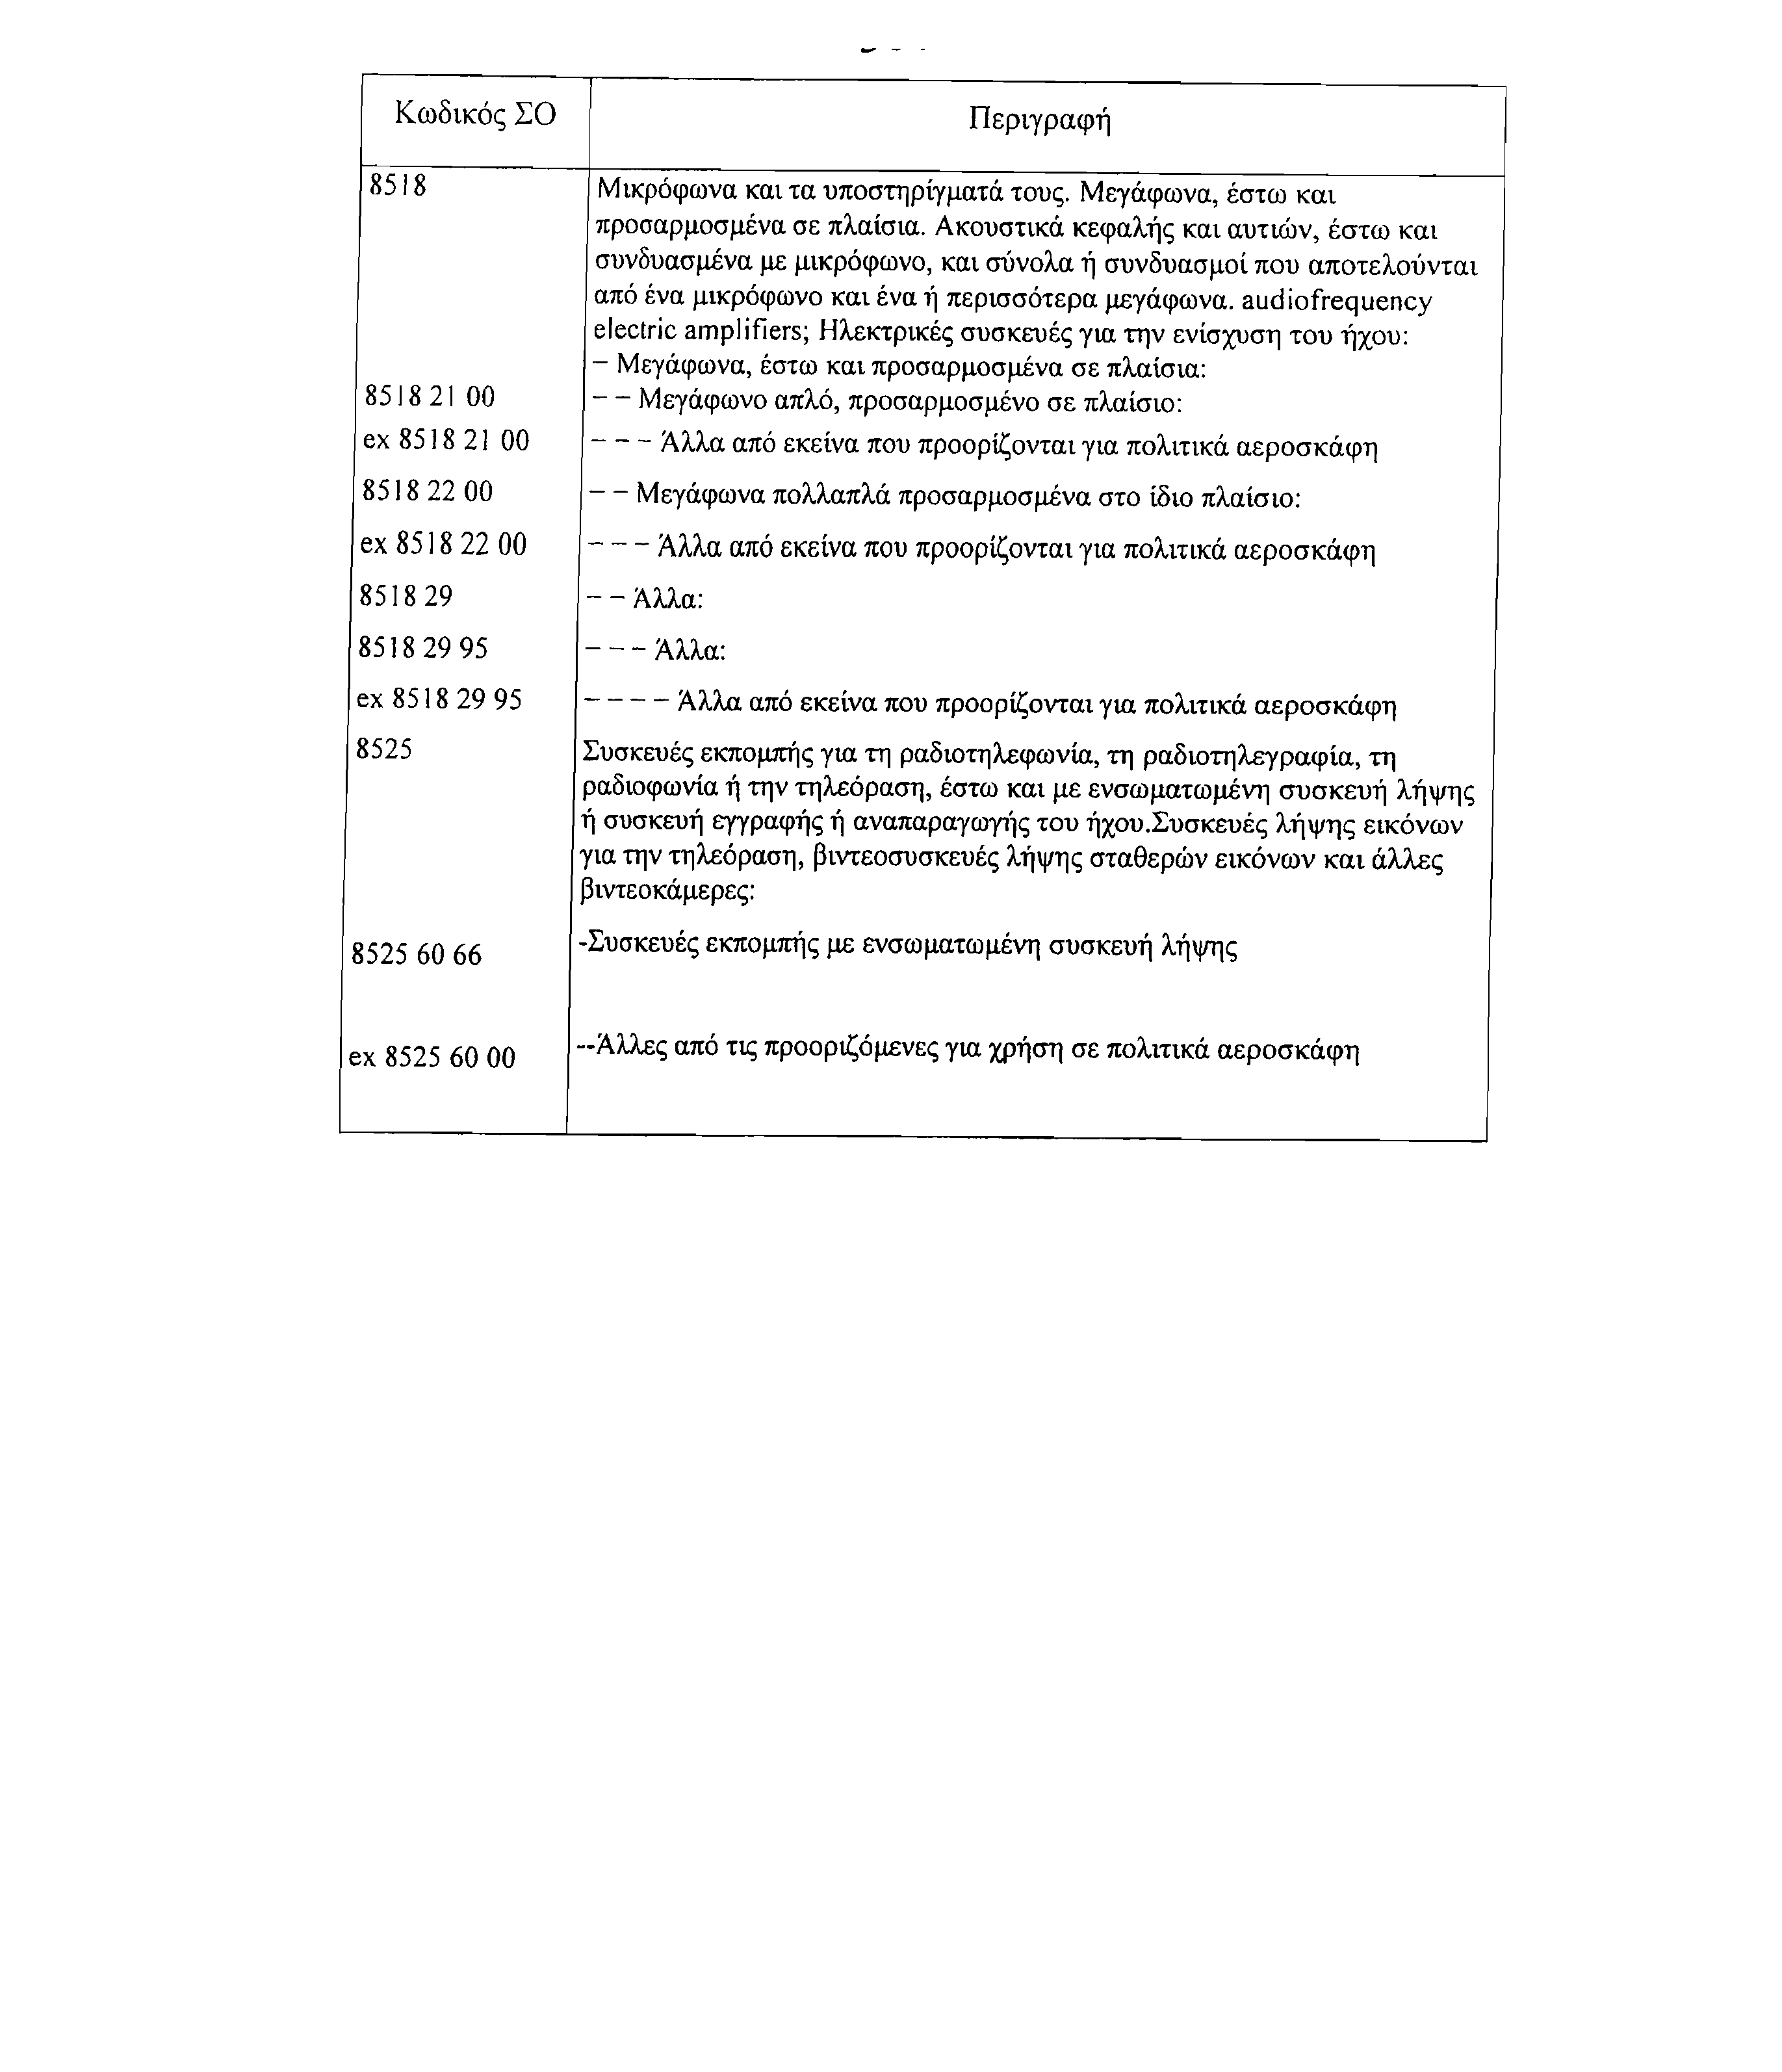 Κωδικός ΣΟ Περιγραφή
8518 Μικρόφωνα και τα υποστηρίγματά τους. Μεγάφωνα, έστω και
προσαρμοσμένα σε πλαίσια. Ακουστικά κεφαλής και αυτιών, έστω και
συνδυασμένα με μικρόφωνο, και σύνολα ή συνδυασμοί που αποτελούνται
από ένα μικρόφωνο και ένα ή περισσότερα μεγάφωνα. audiofrequency
electric amplifiers; Ηλεκτρικές συσκευές για την ενίσχυση του ήχου:
– Μεγάφωνα, έστω και προσαρμοσμένα σε πλαίσια:
8518 21 00 – – Μεγάφωνο απλό, προσαρμοσμένο σε πλαίσιο:
ex 8518 21 00 – – – Άλλα από εκείνα που προορίζονται για πολιτικά αεροσκάφη
8518 22 00 – – Μεγάφωνα πολλαπλά προσαρμοσμένα στο ίδιο πλαίσιο:
ex 8518 22 00 – – – Άλλα από εκείνα που προορίζονται για πολιτικά αεροσκάφη
8518 29 – – Άλλα:
8518 29 95 – – – Άλλα:
ex 8518 29 95 – – – – Άλλα από εκείνα που προορίζονται για πολιτικά αεροσκάφη
8525 Συσκευές εκπομπής για τη ραδιοτηλεφωνία, τη ραδιοτηλεγραφία, τη
ραδιοφωνία ή την τηλεόραση, έστω και με ενσωματωμένη συσκευή λήψης
ή συσκευή εγγραφής ή αναπαραγωγής του ήχου.Συσκευές λήψης εικόνων
για την τηλεόραση, βιντεοσυσκευές λήψης σταθερών εικόνων και άλλες
βιντεοκάμερες:
8525 60 66 -Συσκευές εκπομπής με ενσωματωμένη συσκευή λήψης
ex 8525 60 00 --Άλλες από τις προοριζόμενες για χρήση σε πολιτικά αεροσκάφη